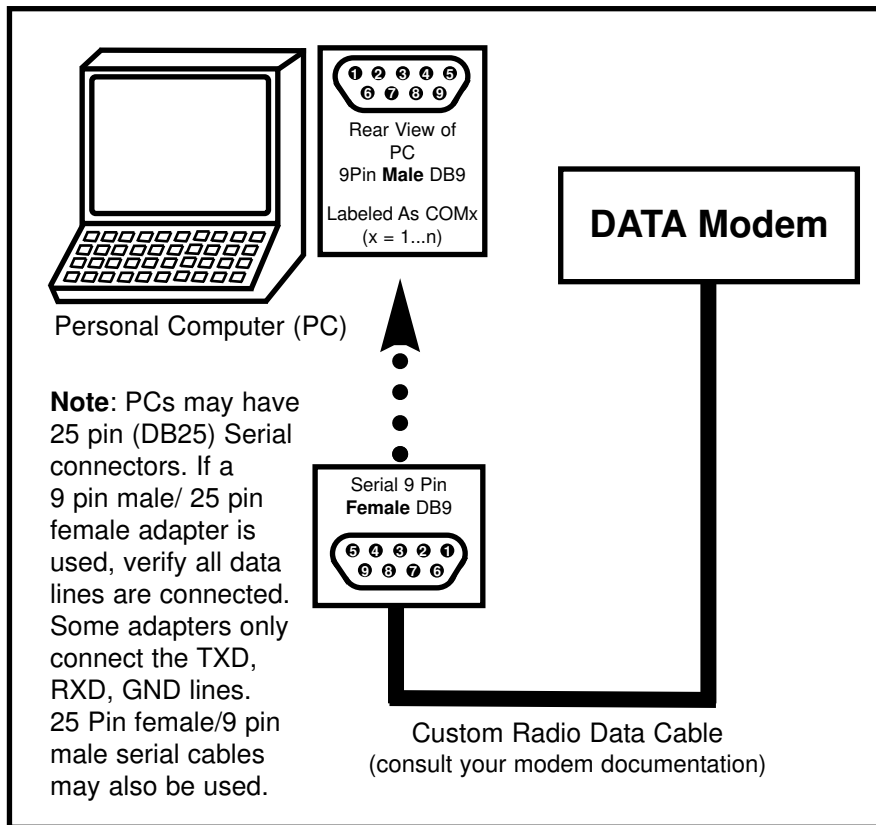 1 2 3 4 5
6 7 8 9
Rear View of
PC
9Pin Male DB9
Labeled As COMx
(x = 1...n)
DATA Modem
Personal Computer (PC)
Note: PCs may have
25 pin (DB25) Serial
connectors. If a
9 pin male/ 25 pin
female adapter is
used, verify all data
lines are connected.
Some adapters only
connect the TXD,
RXD, GND lines.
25 Pin female/9 pin
male serial cables
may also be used.
Serial 9 Pin
Female DB9
5 4 3 2 1
9 8 7 6
Custom Radio Data Cable
(consult your modem documentation)